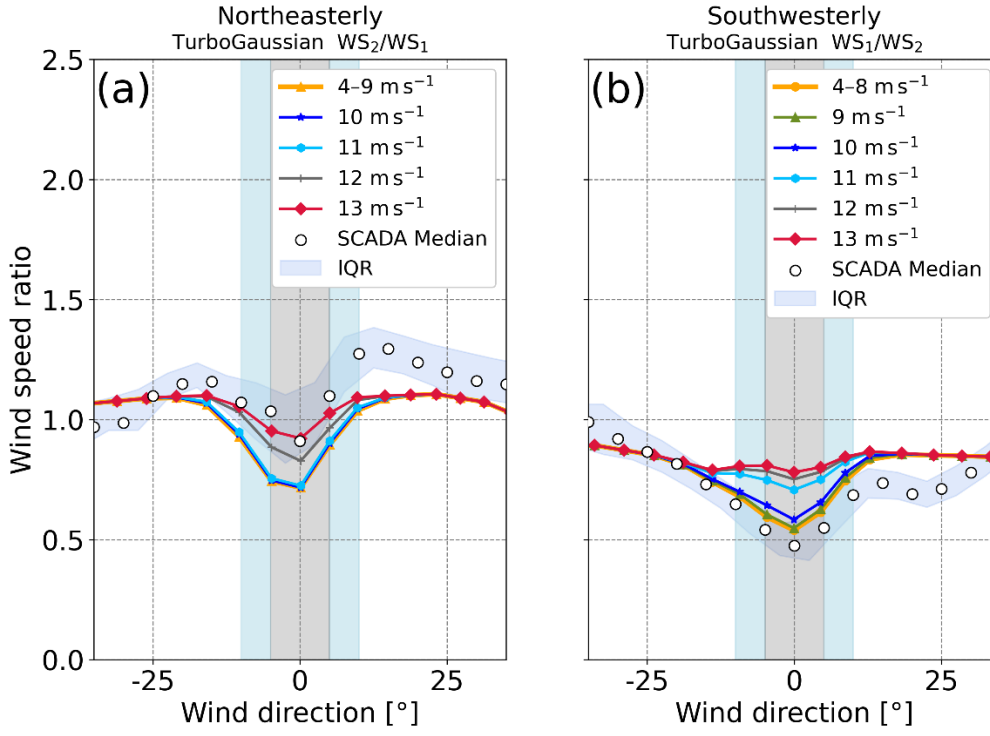 Northeasterly
TurboGaussian WS₂/WS₁
(a)
4–9 m s⁻¹
10 m s⁻¹
11 m s⁻¹
12 m s⁻¹
13 m s⁻¹
SCADA Median
IQR
2.5
2.0
1.5
1.0
0.5
0.0
Wind speed ratio
-25
0
25
Wind direction [°]
Southwesterly
TurboGaussian WS₁/WS₂
(b)
4–8 m s⁻¹
9 m s⁻¹
10 m s⁻¹
11 m s⁻¹
12 m s⁻¹
13 m s⁻¹
SCADA Median
IQR
-25
0
25
Wind direction [°]